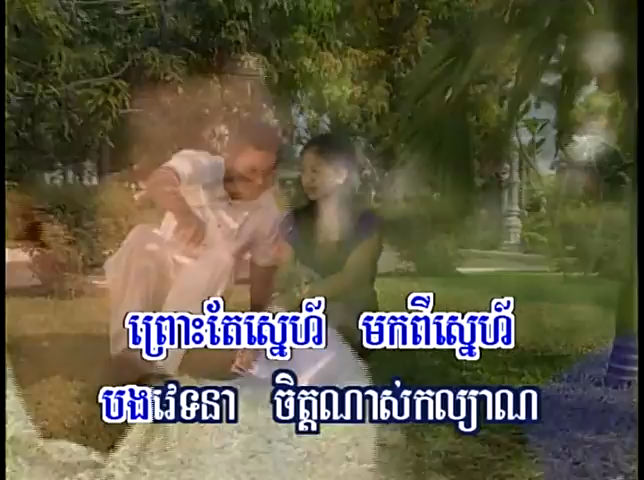 ព្រោះតែស្នេហ៍ មកពីស្នេហ៍
បងវេទនា ចិត្តណាស់កល្យាណ